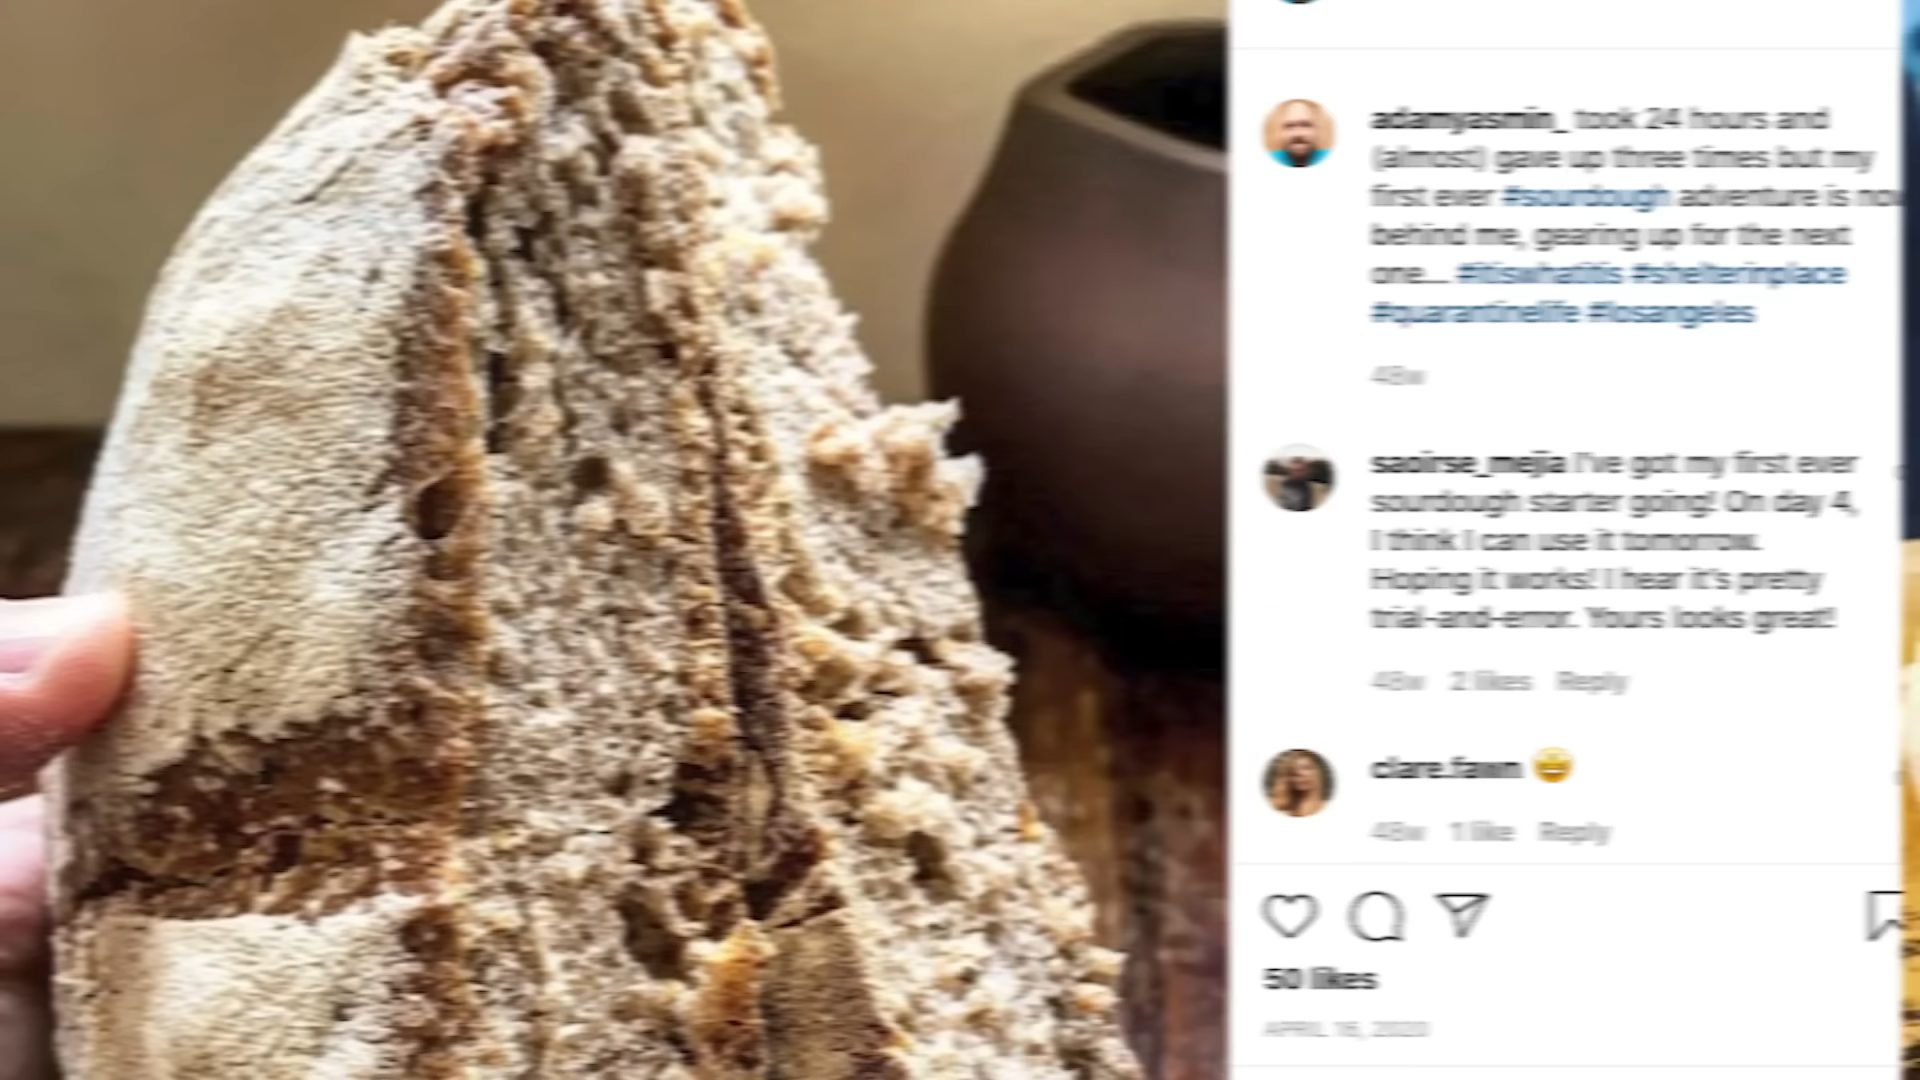 adamyasmin_ took 24 hours and
(almost) gave up three times but my
first ever #sourdough adventure is now
behind me, gearing up for the next
one... #itiswhatitis #shelterinplace
#quarantinelife #losangeles
48w
saoirse_mejia I've got my first ever
sourdough starter going! On day 4,
I think I can use it tomorrow.
Hoping it works! I hear it's pretty
trial-and-error. Yours looks great!
48w 2 likes Reply
clare.fawn 😄
48w 1 like Reply
50 likes
APRIL 16, 2020